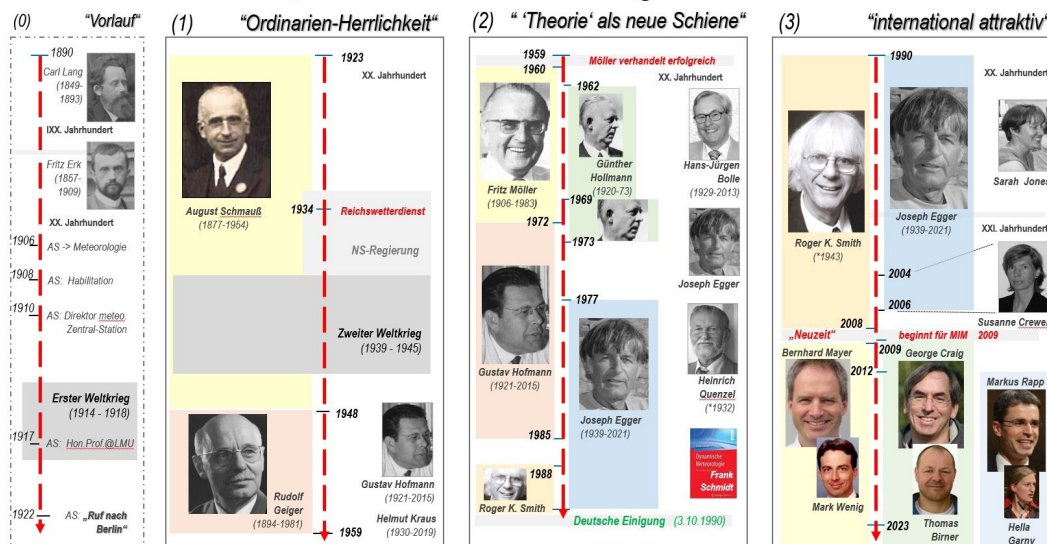 (0) "Vorlauf"
1890
Carl Lang
(1849-
1893)
IXX. Jahrhundert
Fritz Erk
(1857-
1909)
XX. Jahrhundert
1906
AS -> Meteorologie
1908
AS: Habilitation
1910
AS: Direktor meteo
Zentral-Station
Erster Weltkrieg
(1914 - 1918)
1917
AS: Hon.Prof @LMU
1922
AS: „Ruf nach
Berlin"
(1) "Ordinarien-Herrlichkeit"
1923
XX. Jahrhundert
August Schmauß
(1877-1954)
1934
Reichswetterdienst
NS-Regierung
Zweiter Weltkrieg
(1939 - 1945)
1948
Rudolf
Geiger
(1894-1981)
Gustav Hofmann
(1921-2015)
Helmut Kraus
(1930-2019)
1959
(2) " 'Theorie' als neue Schiene"
1959
Möller verhandelt erfolgreich
1960
XX. Jahrhundert
1962
Fritz Möller
(1906-1983)
Günther
Hollmann
(1920-73)
Hans-Jürgen
Bolle
(1929-2013)
1969
1972
1973
Joseph Egger
1977
Gustav Hofmann
(1921-2015)
Joseph Egger
(1939-2021)
Heinrich
Quenzel
(*1932)
1985
1988
Roger K. Smith
Dynamische
Meteorologie
1
Frank
Schmidt
Deutsche Einigung (3.10.1990)
(3) "international attraktiv"
1990
XX. Jahrhundert
Roger K. Smith
(*1943)
Joseph Egger
(1939-2021)
Sarah Jones
XXI. Jahrhundert
2004
2006
Susanne Crewell
2008
„Neuzeit" beginnt für MIM 2009
2009
Bernhard Mayer
George Craig
2012
Markus Rapp
Mark Wenig
2023
Thomas
Birner
Hella
Garny